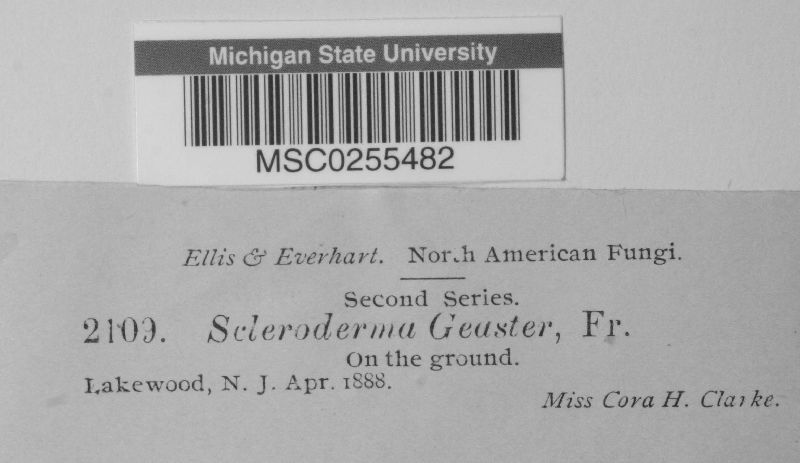 Michigan State University
MSC0255482
Ellis & Everhart. North American Fungi.
Second Series.
2109. Scleroderma Geaster, Fr.
On the ground.
Lakewood, N. J. Apr. 1888.
Miss Cora H. Clarke.